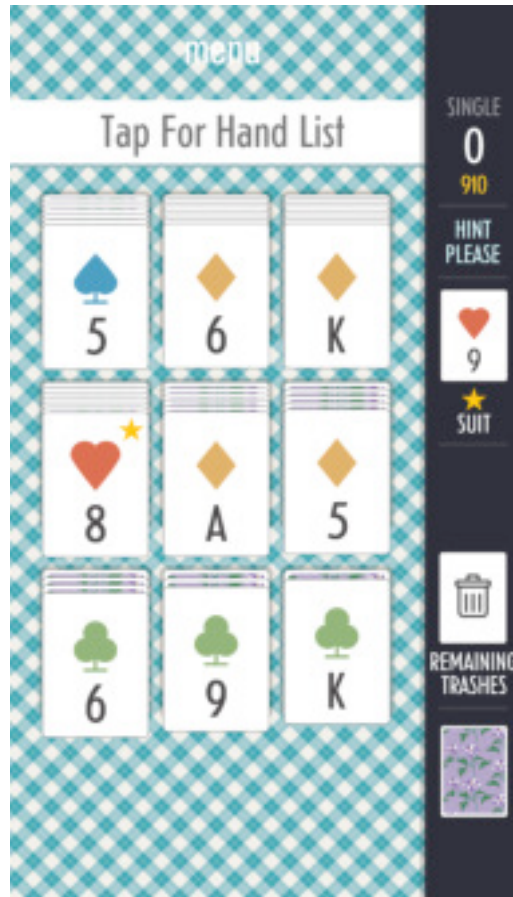 menu
Tap For Hand List
SINGLE
0
910
HINT
PLEASE
5
6
K
9
SUIT
8
A
5
6
9
K
REMAINING
TRASHES